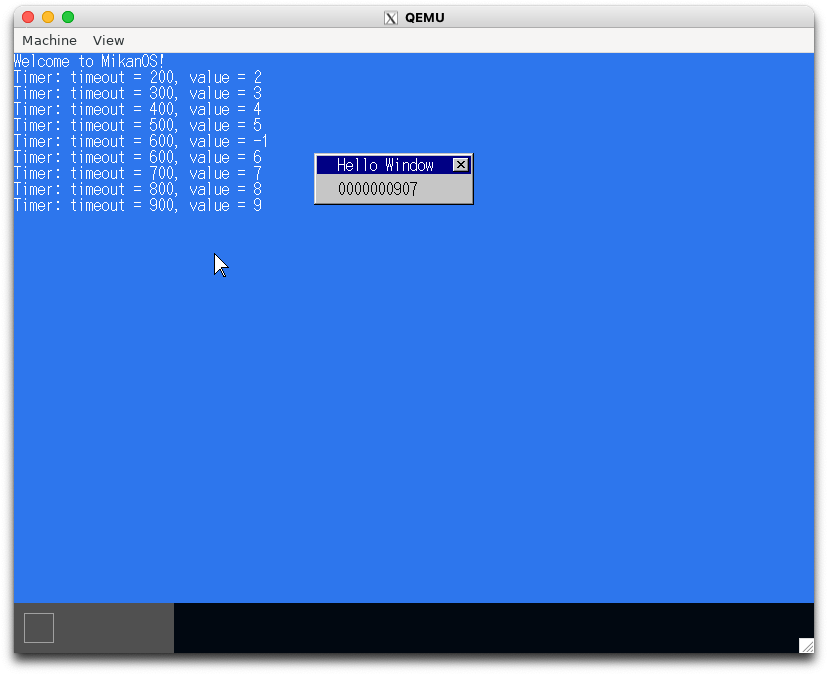 QEMU
Machine View
Welcome to MikanOS!
Timer: timeout = 200, value = 2
Timer: timeout = 300, value = 3
Timer: timeout = 400, value = 4
Timer: timeout = 500, value = 5
Timer: timeout = 600, value = -1
Timer: timeout = 600, value = 6
Timer: timeout = 700, value = 7
Timer: timeout = 800, value = 8
Timer: timeout = 900, value = 9
Hello Window
0000000907